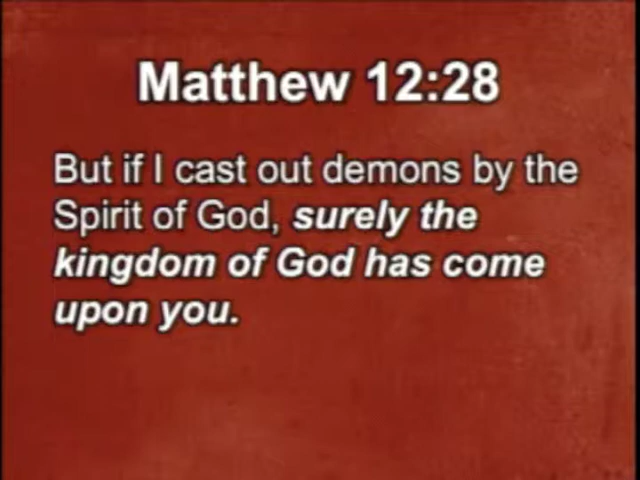 Matthew 12:28
But if I cast out demons by the
Spirit of God, surely the
kingdom of God has come
upon you.